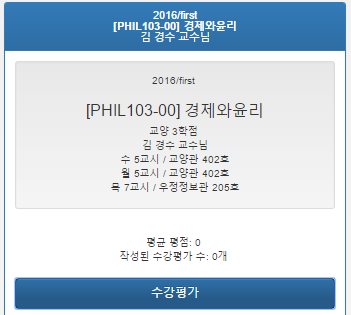 2016/first
[PHIL103-00] 경제와윤리
김 경수 교수님
2016/first
[PHIL103-00] 경제와윤리
교양 3학점
김 경수 교수님
수 5교시 / 교양관 402호
월 5교시 / 교양관 402호
목 7교시 / 우정정보관 205호
평균 평점: 0
작성된 수강평가 수: 0개
수강평가